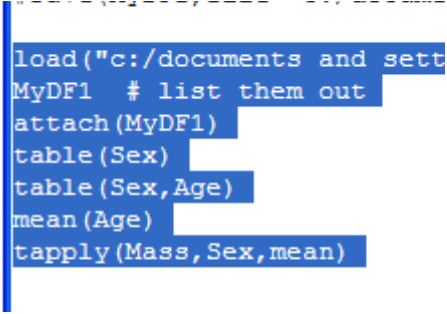 load("c:/documents and sett
MyDF1  # list them out
attach(MyDF1)
table(Sex)
table(Sex,Age)
mean(Age)
tapply(Mass,Sex,mean)